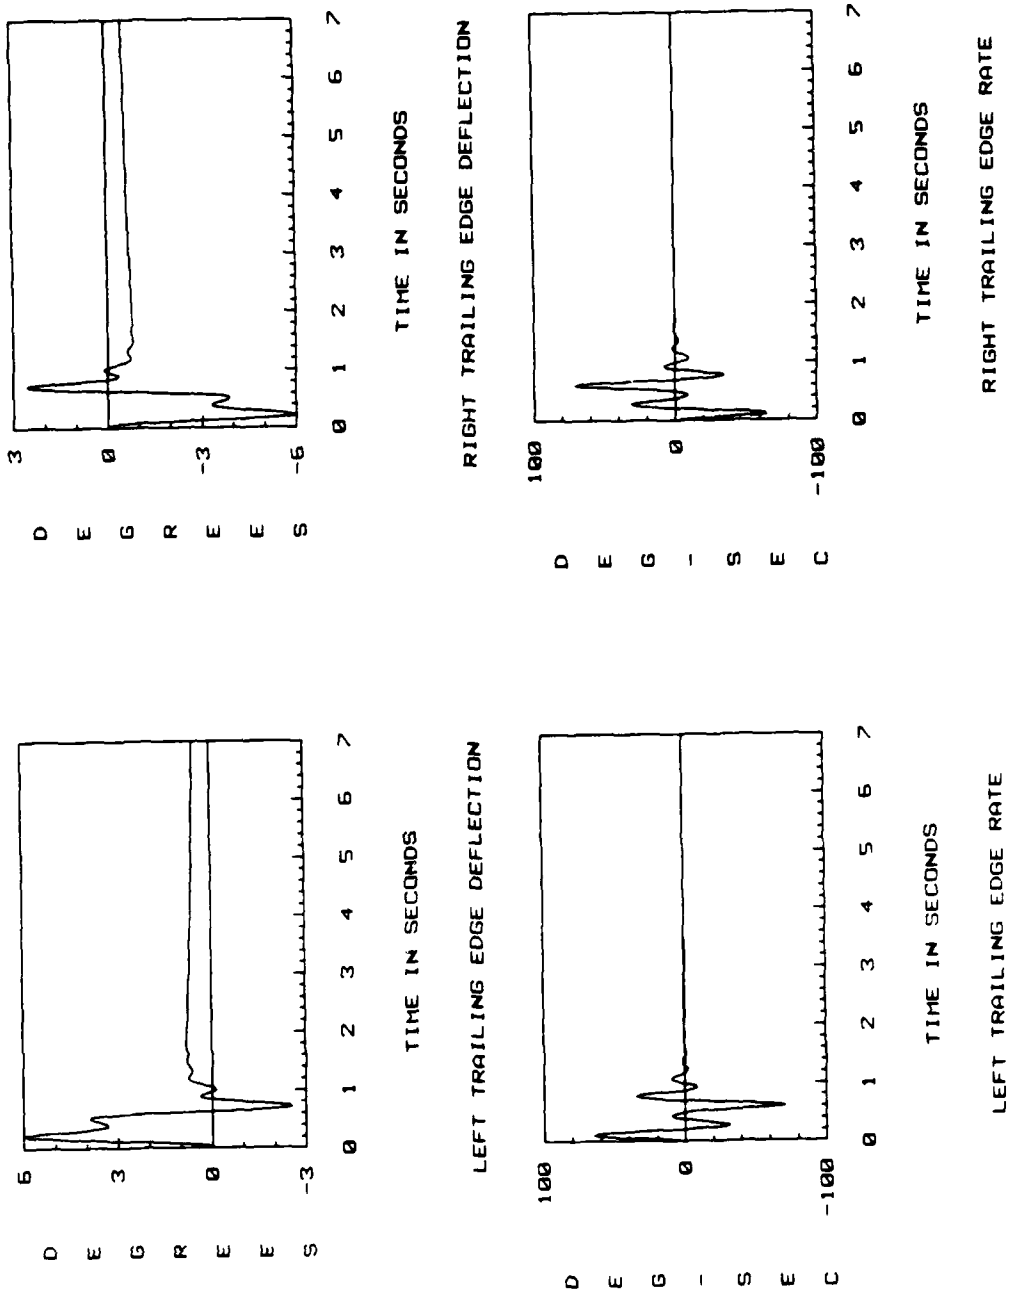 D
E
G
R
E
E
S
6
3
0
-3
0 1 2 3 4 5 6 7
TIME IN SECONDS
LEFT TRAILING EDGE DEFLECTION
D
E
G
R
E
E
S
3
0
-3
-6
0 1 2 3 4 5 6 7
TIME IN SECONDS
RIGHT TRAILING EDGE DEFLECTION
D
E
G
-
S
E
C
100
0
-100
0 1 2 3 4 5 6 7
TIME IN SECONDS
LEFT TRAILING EDGE RATE
D
E
G
-
S
E
C
100
0
-100
0 1 2 3 4 5 6 7
TIME IN SECONDS
RIGHT TRAILING EDGE RATE